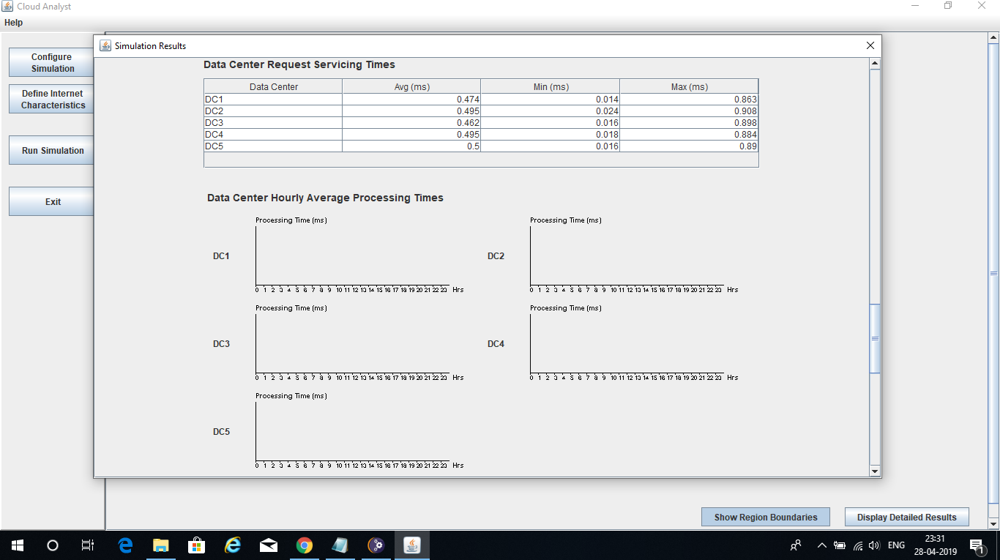 Cloud Analyst
Help
Configure
Simulation
Define Internet
Characteristics
Run Simulation
Exit
Simulation Results
Data Center Request Servicing Times
Data Center Avg (ms) Min (ms) Max (ms)
DC1 0.474 0.014 0.863
DC2 0.495 0.024 0.908
DC3 0.462 0.016 0.898
DC4 0.495 0.018 0.884
DC5 0.5 0.016 0.89
Data Center Hourly Average Processing Times
Processing Time (ms)
DC1
0 1 2 3 4 5 6 7 8 9 10 11 12 13 14 15 16 17 18 19 20 21 22 23 Hrs
Processing Time (ms)
DC2
0 1 2 3 4 5 6 7 8 9 10 11 12 13 14 15 16 17 18 19 20 21 22 23 Hrs
Processing Time (ms)
DC3
0 1 2 3 4 5 6 7 8 9 10 11 12 13 14 15 16 17 18 19 20 21 22 23 Hrs
Processing Time (ms)
DC4
0 1 2 3 4 5 6 7 8 9 10 11 12 13 14 15 16 17 18 19 20 21 22 23 Hrs
Processing Time (ms)
DC5
0 1 2 3 4 5 6 7 8 9 10 11 12 13 14 15 16 17 18 19 20 21 22 23 Hrs
Show Region Boundaries
Display Detailed Results
ENG
23:31
28-04-2019
1